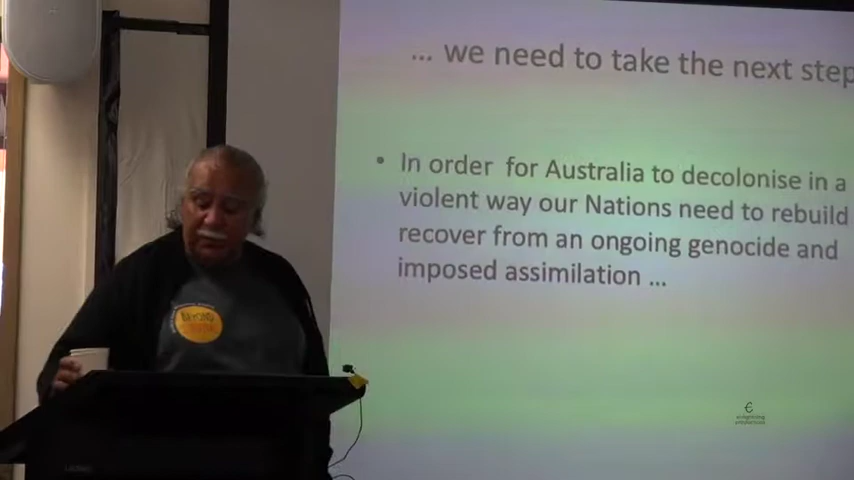 ... we need to take the next step
• In order for Australia to decolonise in a
violent way our Nations need to rebuild
recover from an ongoing genocide and
imposed assimilation ...